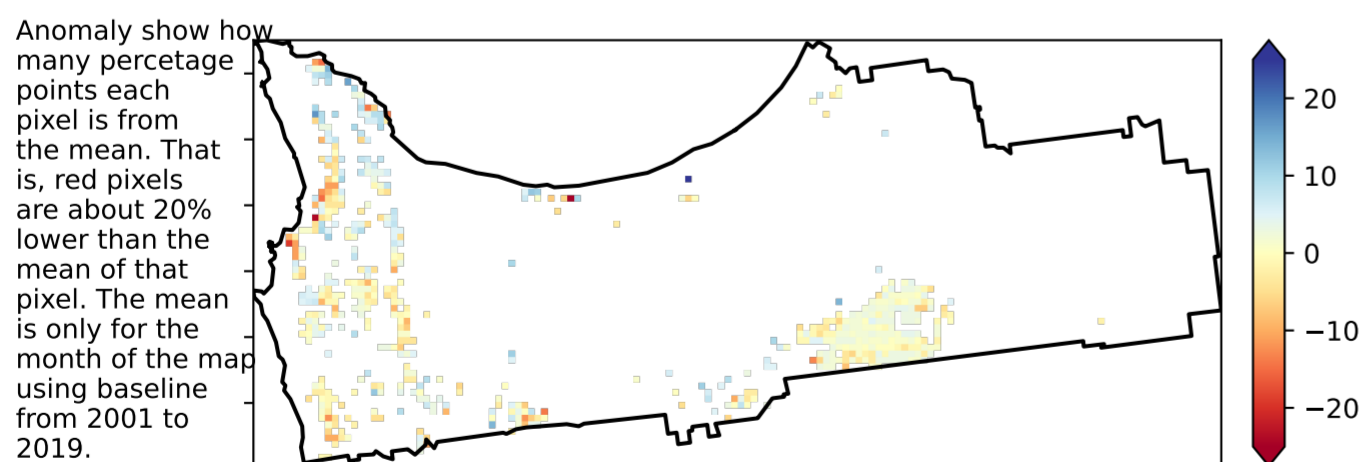 Anomaly show how
many percetage
points each
pixel is from
the mean. That
is, red pixels
are about 20%
lower than the
mean of that
pixel. The mean
is only for the
month of the map
using baseline
from 2001 to
2019.
20
10
0
−10
−20